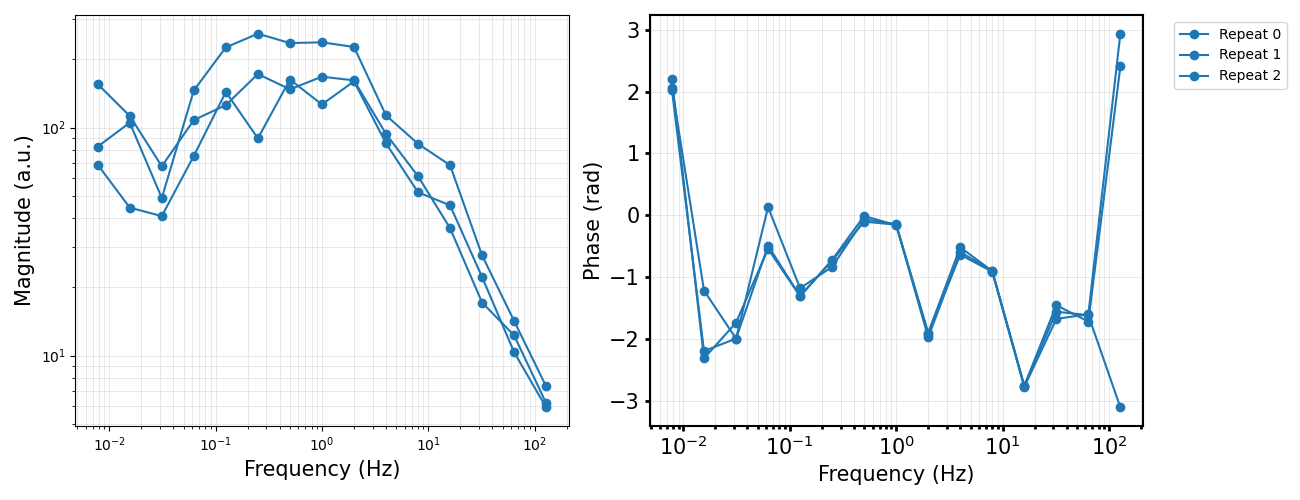 Magnitude (a.u.)
10²
10¹
10⁻²
10⁻¹
10⁰
10¹
10²
Frequency (Hz)
Phase (rad)
3
2
1
0
−1
−2
−3
10⁻²
10⁻¹
10⁰
10¹
10²
Frequency (Hz)
Repeat 0
Repeat 1
Repeat 2